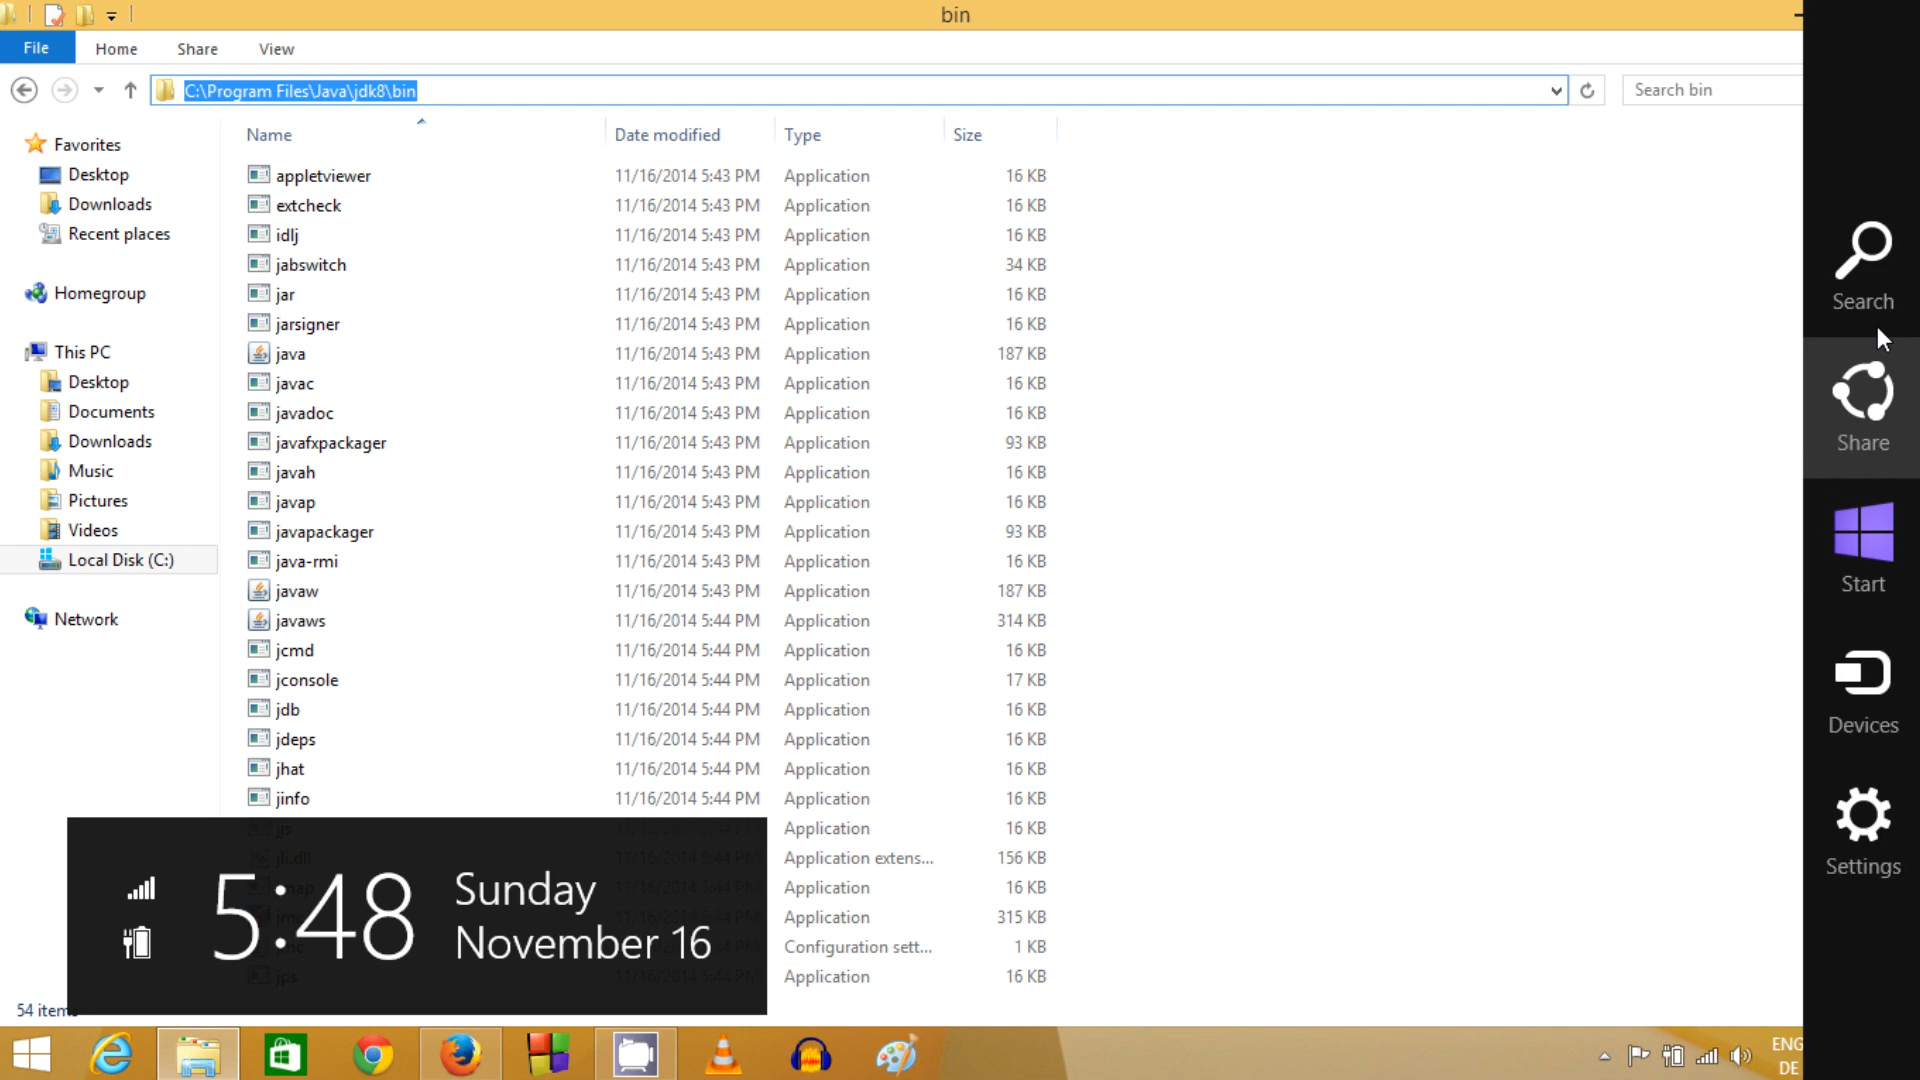 bin
File Home Share View
C:\Program Files\Java\jdk8\bin
Search bin
Name Date modified Type Size
Favorites
Desktop
Downloads
Recent places
Homegroup
This PC
Desktop
Documents
Downloads
Music
Pictures
Videos
Local Disk (C:)
Network
appletviewer 11/16/2014 5:43 PM Application 16 KB
extcheck 11/16/2014 5:43 PM Application 16 KB
idlj 11/16/2014 5:43 PM Application 16 KB
jabswitch 11/16/2014 5:43 PM Application 34 KB
jar 11/16/2014 5:43 PM Application 16 KB
jarsigner 11/16/2014 5:43 PM Application 16 KB
java 11/16/2014 5:43 PM Application 187 KB
javac 11/16/2014 5:43 PM Application 16 KB
javadoc 11/16/2014 5:43 PM Application 16 KB
javafxpackager 11/16/2014 5:43 PM Application 93 KB
javah 11/16/2014 5:43 PM Application 16 KB
javap 11/16/2014 5:43 PM Application 16 KB
javapackager 11/16/2014 5:43 PM Application 93 KB
java-rmi 11/16/2014 5:43 PM Application 16 KB
javaw 11/16/2014 5:43 PM Application 187 KB
javaws 11/16/2014 5:44 PM Application 314 KB
jcmd 11/16/2014 5:44 PM Application 16 KB
jconsole 11/16/2014 5:44 PM Application 17 KB
jdb 11/16/2014 5:44 PM Application 16 KB
jdeps 11/16/2014 5:44 PM Application 16 KB
jhat 11/16/2014 5:44 PM Application 16 KB
jinfo 11/16/2014 5:44 PM Application 16 KB
jjs Application 16 KB
jli.dll Application extens... 156 KB
Application 16 KB
Application 315 KB
Configuration sett... 1 KB
jps Application 16 KB
5:48 Sunday
November 16
54 items
Search
Share
Start
Devices
Settings
ENG
DE